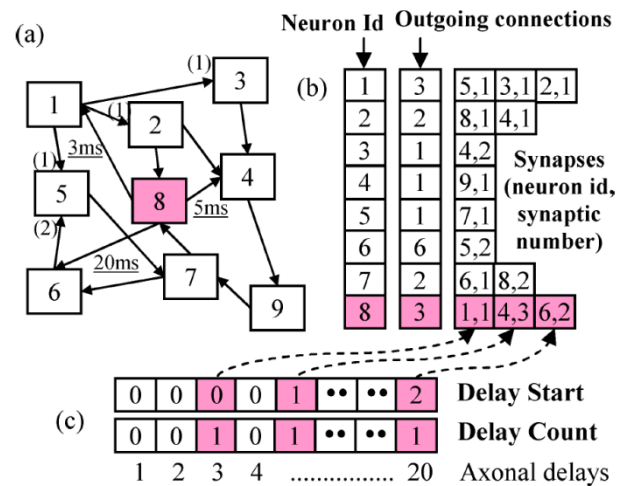 (a)
(1)
3
1
(1)
2
3ms
(1)
4
5
8
5ms
(2)
20ms
6
7
9
Neuron Id
Outgoing connections
(b)
1 3 5,1 3,1 2,1
2 2 8,1 4,1
3 1 4,2
4 1 9,1
5 1 7,1
6 6 5,2
7 2 6,1 8,2
8 3 1,1 4,3 6,2
Synapses
(neuron id,
synaptic
number)
(c)
0 0 0 0 1 •• •• 2 Delay Start
0 0 1 0 1 •• •• 1 Delay Count
1 2 3 4 ................ 20 Axonal delays